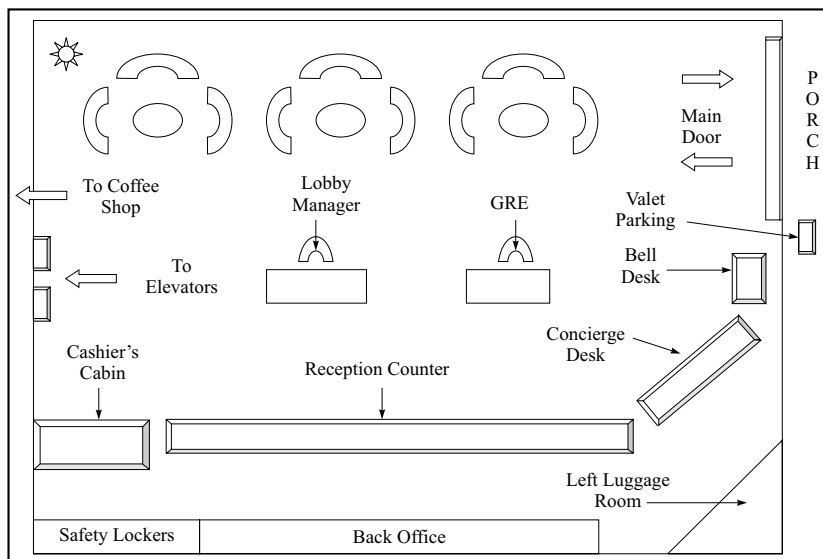 P
O
R
C
H
Main
Door
To Coffee
Shop
Lobby
Manager
GRE
Valet
Parking
Bell
Desk
To
Elevators
Concierge
Desk
Cashier's
Cabin
Reception Counter
Left Luggage
Room
Safety Lockers
Back Office